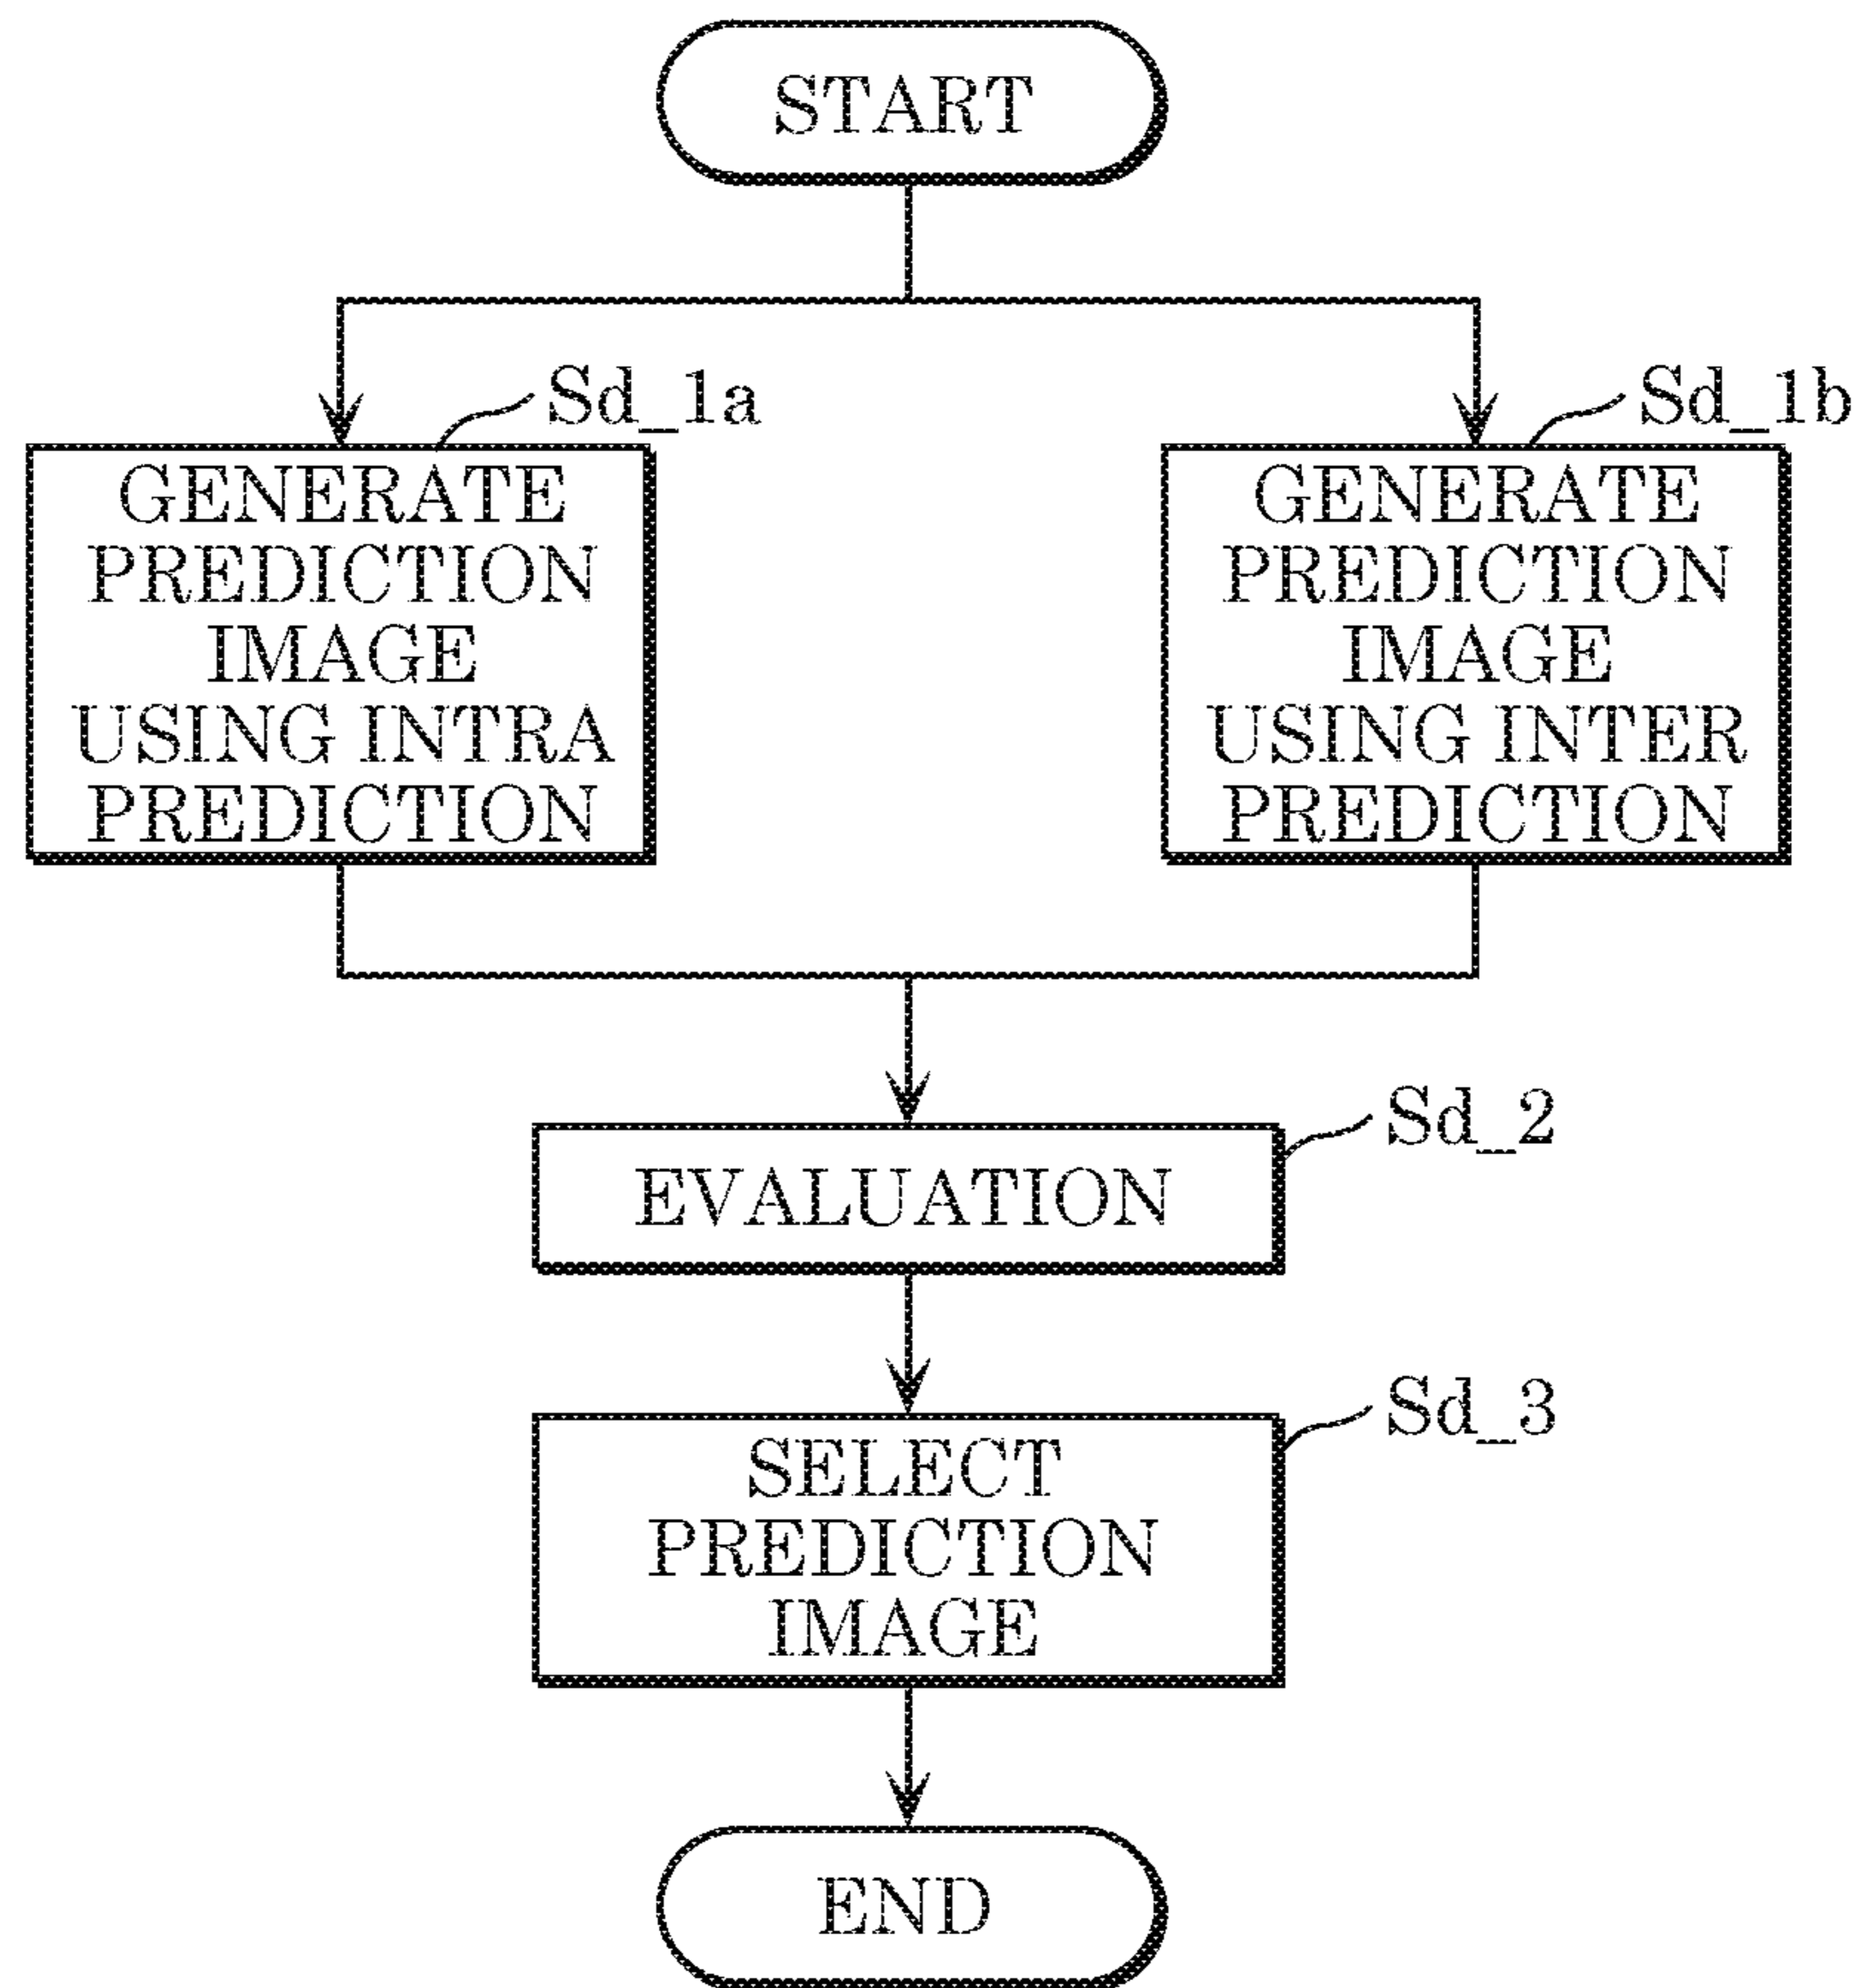 START
Sd_1a
GENERATE
PREDICTION
IMAGE
USING INTRA
PREDICTION
Sd_1b
GENERATE
PREDICTION
IMAGE
USING INTER
PREDICTION
Sd_2
EVALUATION
Sd_3
SELECT
PREDICTION
IMAGE
END